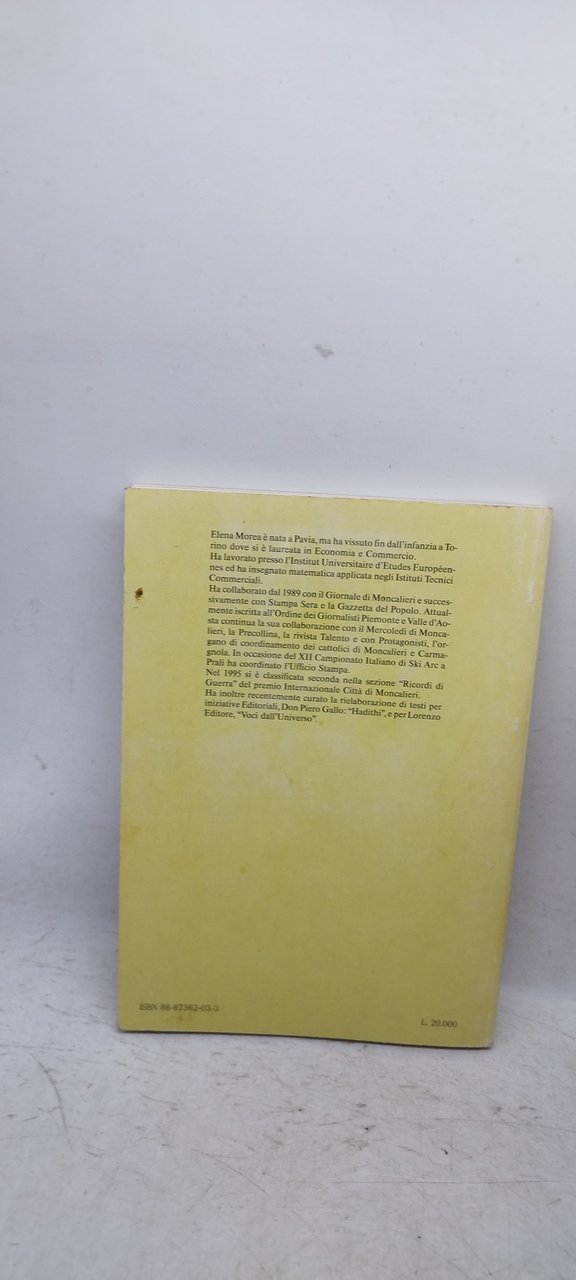 Elena Morea è nata a Pavia, ma ha vissuto fin dall'infanzia a To-
rino dove si è laureata in Economia e Commercio.
Ha lavorato presso l'Institut Universitaire d'Etudes Européen-
nes ed ha insegnato matematica applicata negli Istituti Tecnici
Commerciali.
Ha collaborato dal 1989 con il Giornale di Moncalieri e succes-
sivamente con Stampa Sera e la Gazzetta del Popolo. Attual-
mente iscritta all'Ordine dei Giornalisti Piemonte e Valle d'Ao-
sta continua la sua collaborazione con il Mercoledì di Monca-
lieri, la Precollina, la rivista Talento e con Protagonisti, l'or-
gano di coordinamento dei cattolici di Moncalieri e Carma-
gnola. In occasione del XII Campionato Italiano di Ski Arc a
Prali ha coordinato l'Ufficio Stampa.
Nel 1995 si è classificata seconda nella sezione "Ricordi di
Guerra" del premio Internazionale Città di Moncalieri.
Ha inoltre recentemente curato la rielaborazione di testi per
iniziative Editoriali, Don Piero Gallo: "Hadithi", e per Lorenzo
Editore, "Voci dall'Universo".
ISBN 88-87362-03-3
L. 20.000